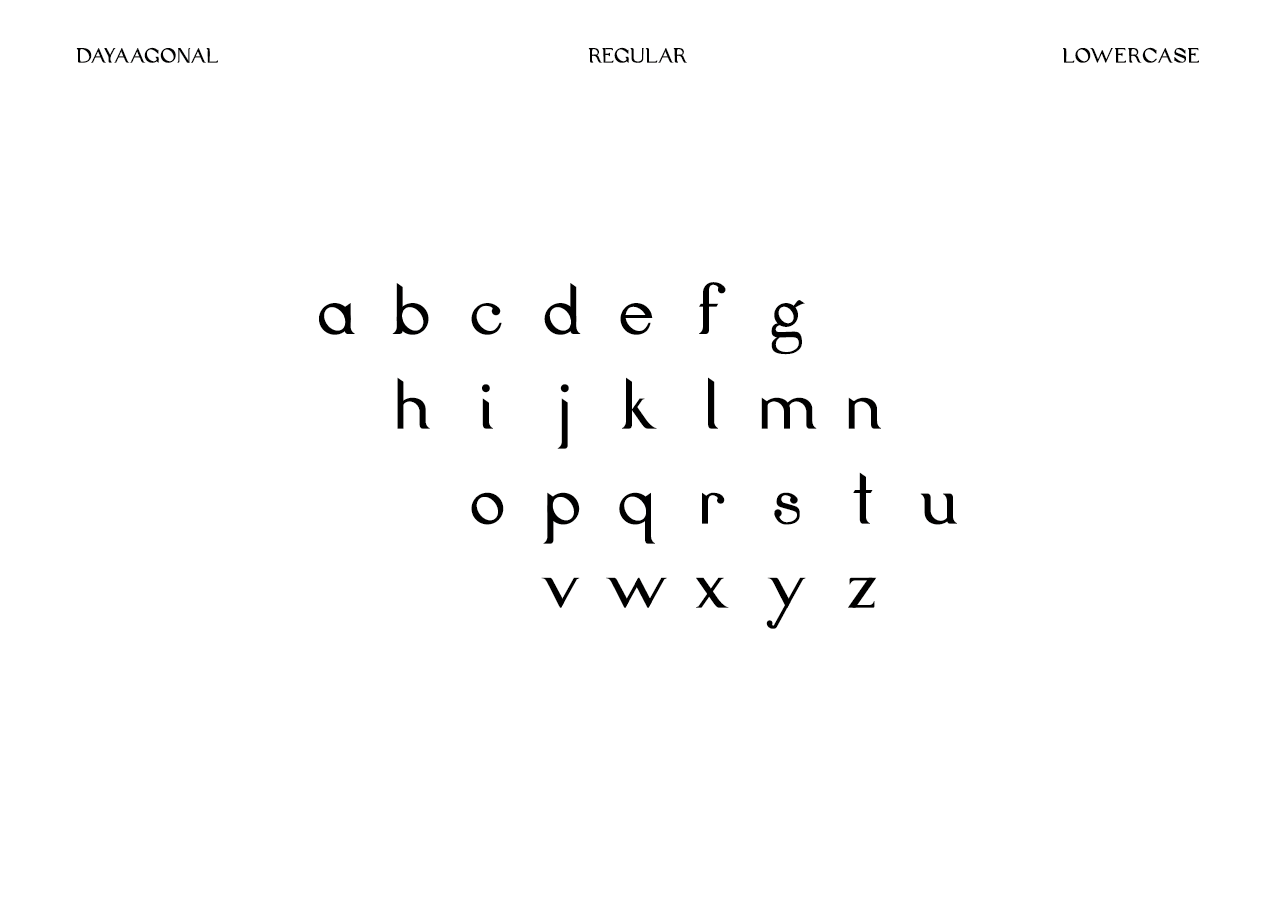 DAYAAGONAL REGULAR LOWERCASE
a b c d e f g
h i j k l m n
o p q r s t u
v w x y z